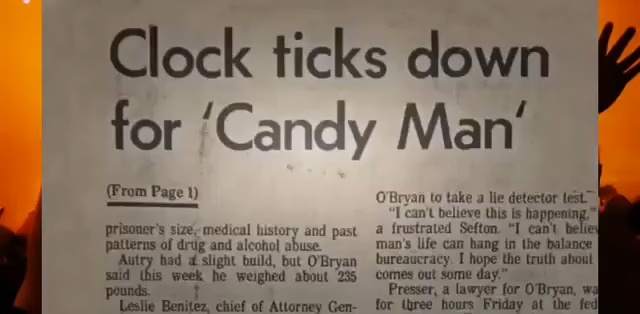 Clock ticks down
for 'Candy Man'
(From Page 1)
prisoner's size, medical history and past
patterns of drug and alcohol abuse.
Autry had a slight build, but O'Bryan
said this week he weighed about 235
pounds.
Leslie Benitez, chief of Attorney Gen-
O'Bryan to take a lie detector test.
"I can't believe this is happening,"
a frustrated Sefton. "I can't believ
man's life can hang in the balance
bureaucracy. I hope the truth about
comes out some day."
Presser, a lawyer for O'Bryan, wa
for three hours Friday at the fed